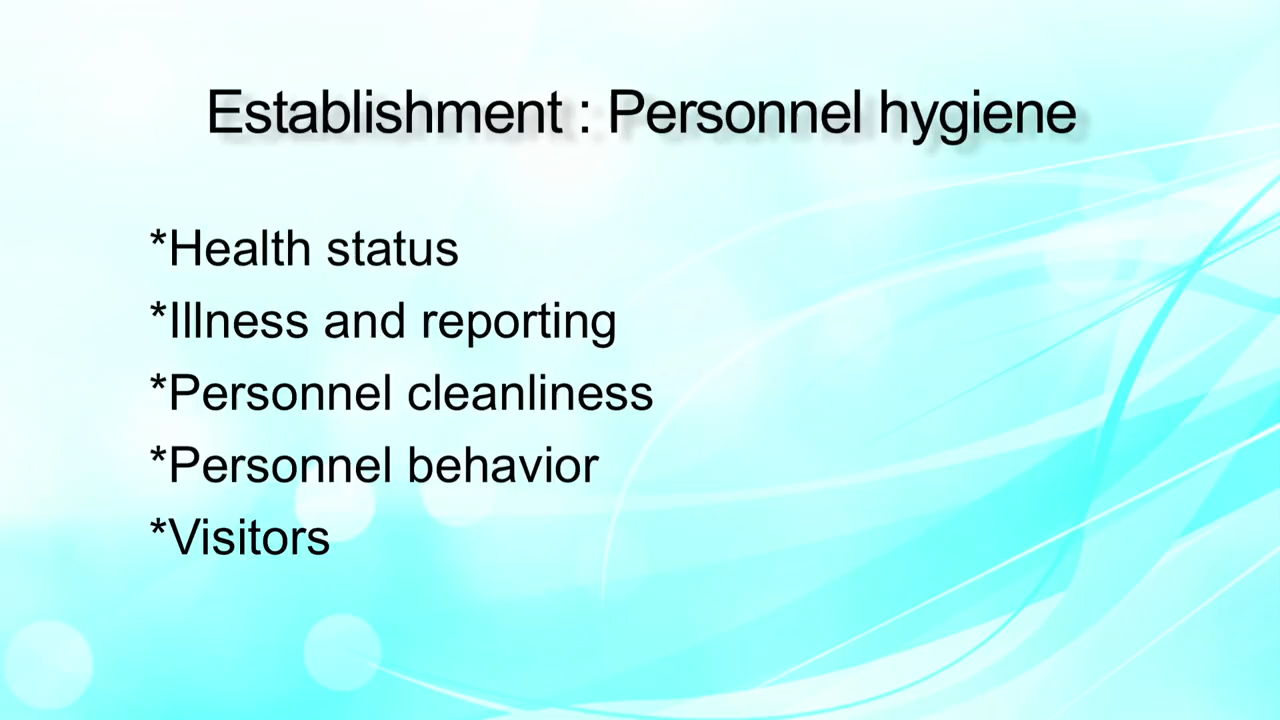 Establishment : Personnel hygiene
*Health status
*Illness and reporting
*Personnel cleanliness
*Personnel behavior
*Visitors